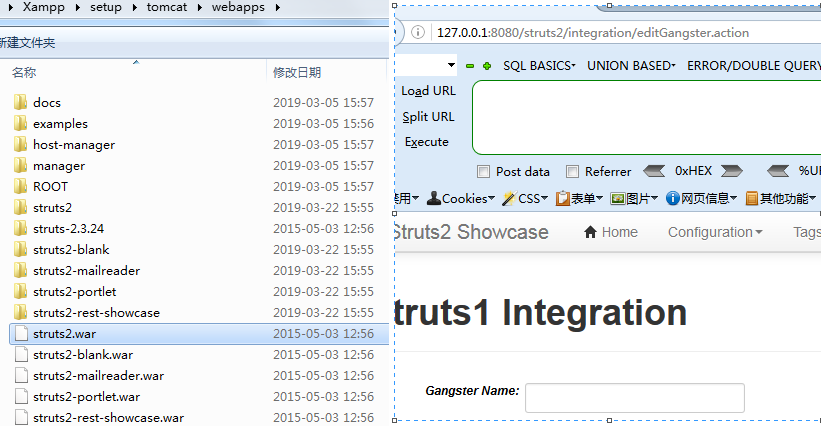 Xampp ▸ setup ▸ tomcat ▸ webapps ▸
新建文件夹
名称 修改日期
docs 2019-03-05 15:57
examples 2019-03-05 15:56
host-manager 2019-03-05 15:57
manager 2019-03-05 15:57
ROOT 2019-03-05 15:57
struts2 2019-03-22 15:55
struts-2.3.24 2015-05-03 12:56
struts2-blank 2019-03-22 15:55
struts2-mailreader 2019-03-22 15:55
struts2-portlet 2019-03-22 15:55
struts2-rest-showcase 2019-03-22 15:55
struts2.war 2015-05-03 12:56
struts2-blank.war 2015-05-03 12:56
struts2-mailreader.war 2015-05-03 12:56
struts2-portlet.war 2015-05-03 12:56
struts2-rest-showcase.war 2015-05-03 12:56
127.0.0.1:8080/struts2/integration/editGangster.action
SQL BASICS UNION BASED ERROR/DOUBLE QUERY
Load URL
Split URL
Execute
Post data Referrer 0xHEX %UR
用 Cookies CSS 表单 图片 网页信息 其他功能
Struts2 Showcase Home Configuration Tags
truts1 Integration
Gangster Name: